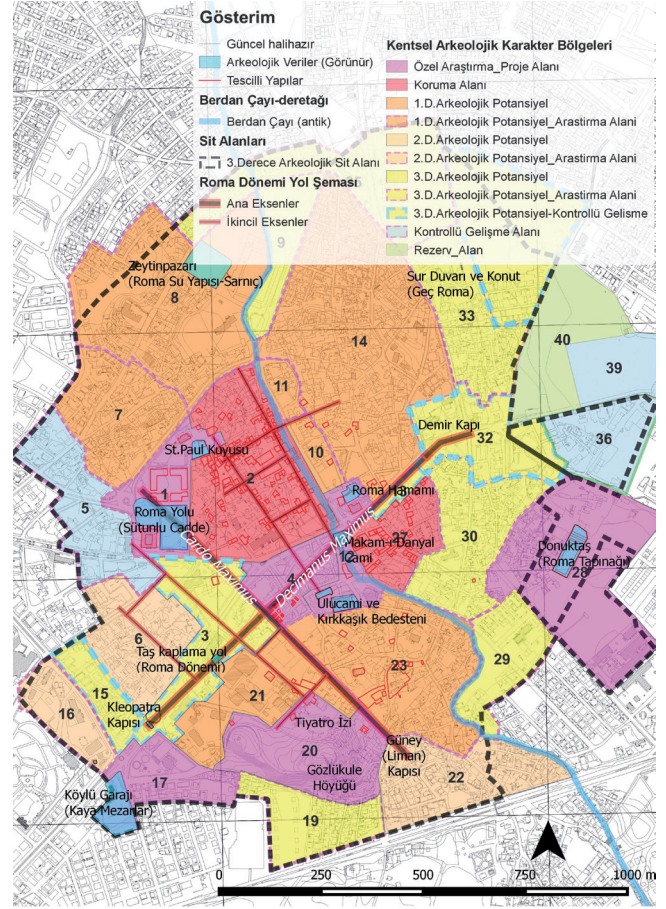 Gösterim
Güncel halihazır
Arkeolojik Veriler (Görünür)
Tescilli Yapılar
Berdan Çayı-deretağı
Berdan Çayı (antik)
Sit Alanları
3.Derece Arkeolojik Sit Alanı
Roma Dönemi Yol Şeması
Ana Eksenler
İkincil Eksenler
Kentsel Arkeolojik Karakter Bölgeleri
Özel Araştırma_Proje Alanı
Koruma Alanı
1.D.Arkeolojik Potansiyel
1.D.Arkeolojik Potansiyel_Arastirma Alani
2.D.Arkeolojik Potansiyel
2.D.Arkeolojik Potansiyel_Arastirma Alani
3.D.Arkeolojik Potansiyel
3.D.Arkeolojik Potansiyel_Arastirma Alani
3.D.Arkeolojik Potansiyel-Kontrollü Gelisme
Kontrollü Gelişme Alanı
Rezerv_Alan
9
Zeytinpazarı
(Roma Su Yapısı-Sarnıç)
8
Sur Duvarı ve Konut
(Geç Roma)
33
14
40
39
11
7
10
Demir Kapı
32
36
St.Paul Kuyusu
2
1
5
Roma Yolu
(Sütunlu Cadde)
Roma Hamamı
13
Cardo Maximus
Decimanus Maximus
12
27
Makam-ı Danyal
Cami
30
Donuktaş
(Roma Tapınağı)
28
4
Ulucami ve
Kırkkaşık Bedesteni
6
3
Taş kaplama yol
(Roma Dönemi)
23
29
15
16
Kleopatra
Kapısı
21
Tiyatro İzi
20
Güney
(Liman)
Kapısı
Gözlükule
Höyüğü
22
17
Köylü Garajı
(Kaya Mezarlar)
19
0
250
500
750
1000 m